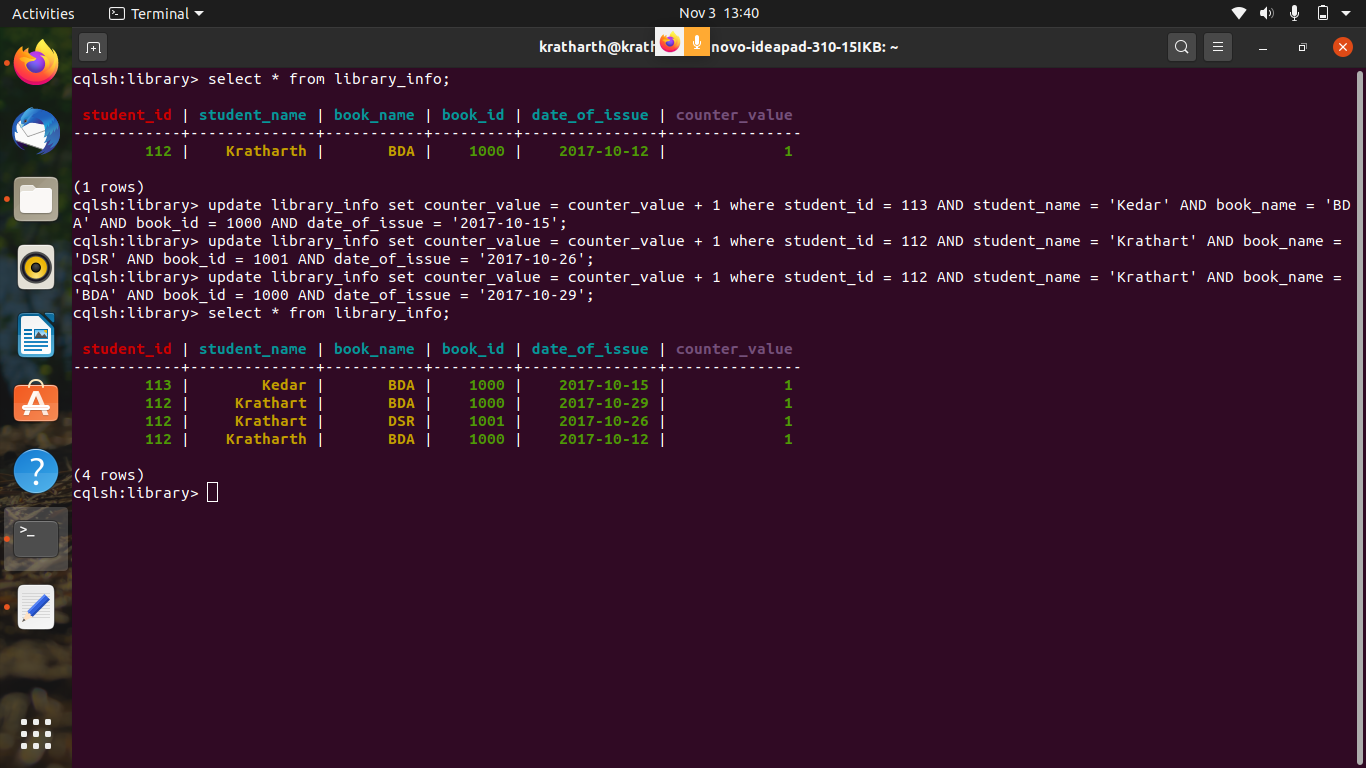 Activities Terminal Nov 3 13:40
kratharth@krath novo-ideapad-310-15IKB: ~
cqlsh:library> select * from library_info;
student_id | student_name | book_name | book_id | date_of_issue | counter_value
------------+--------------+-----------+---------+---------------+---------------
112 | Kratharth | BDA | 1000 | 2017-10-12 | 1
(1 rows)
cqlsh:library> update library_info set counter_value = counter_value + 1 where student_id = 113 AND student_name = 'Kedar' AND book_name = 'BD
A' AND book_id = 1000 AND date_of_issue = '2017-10-15';
cqlsh:library> update library_info set counter_value = counter_value + 1 where student_id = 112 AND student_name = 'Krathart' AND book_name =
'DSR' AND book_id = 1001 AND date_of_issue = '2017-10-26';
cqlsh:library> update library_info set counter_value = counter_value + 1 where student_id = 112 AND student_name = 'Krathart' AND book_name =
'BDA' AND book_id = 1000 AND date_of_issue = '2017-10-29';
cqlsh:library> select * from library_info;
student_id | student_name | book_name | book_id | date_of_issue | counter_value
------------+--------------+-----------+---------+---------------+---------------
113 | Kedar | BDA | 1000 | 2017-10-15 | 1
112 | Krathart | BDA | 1000 | 2017-10-29 | 1
112 | Krathart | DSR | 1001 | 2017-10-26 | 1
112 | Kratharth | BDA | 1000 | 2017-10-12 | 1
(4 rows)
cqlsh:library>